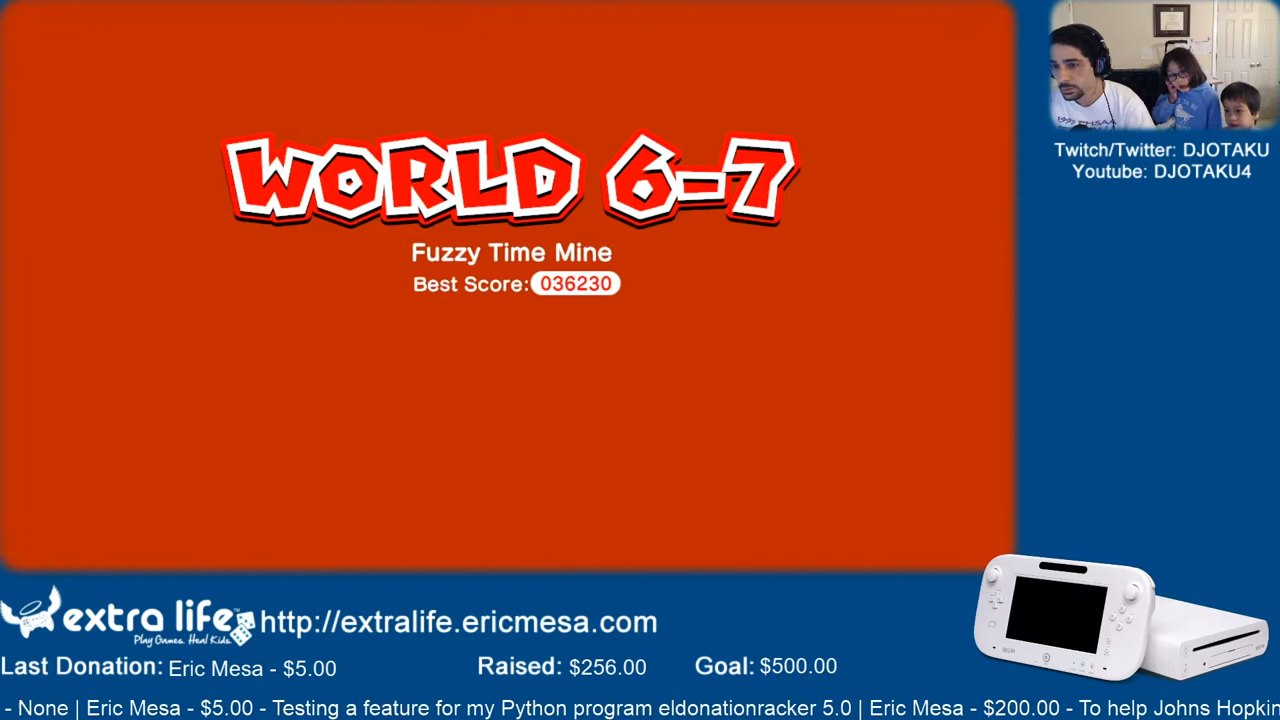 WORLD 6-7
Fuzzy Time Mine
Best Score: 036230
Twitch/Twitter: DJOTAKU
Youtube: DJOTAKU4
extra life
Play Games. Heal Kids.
http://extralife.ericmesa.com
Last Donation: Eric Mesa - $5.00
Raised: $256.00
Goal: $500.00
- None | Eric Mesa - $5.00 - Testing a feature for my Python program eldonationracker 5.0 | Eric Mesa - $200.00 - To help Johns Hopkin